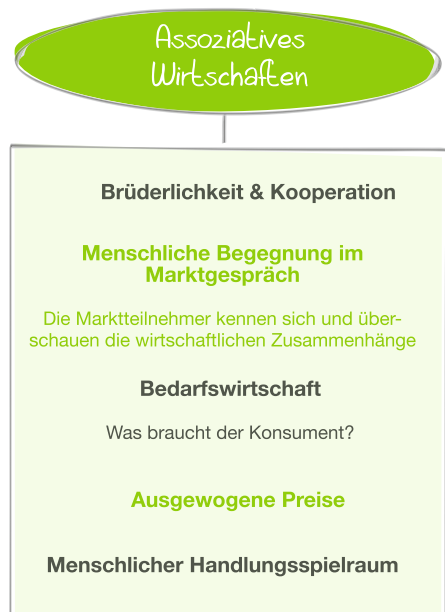 Assoziatives
Wirtschaften
Brüderlichkeit & Kooperation
Menschliche Begegnung im
Marktgespräch
Die Marktteilnehmer kennen sich und über-
schauen die wirtschaftlichen Zusammenhänge
Bedarfswirtschaft
Was braucht der Konsument?
Ausgewogene Preise
Menschlicher Handlungsspielraum